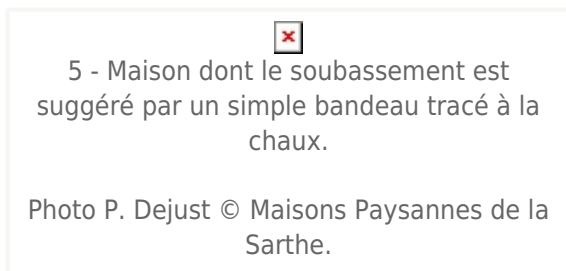 5 - Maison dont le soubassement est
suggéré par un simple bandeau tracé à la
chaux.
Photo P. Dejust © Maisons Paysannes de la
Sarthe.